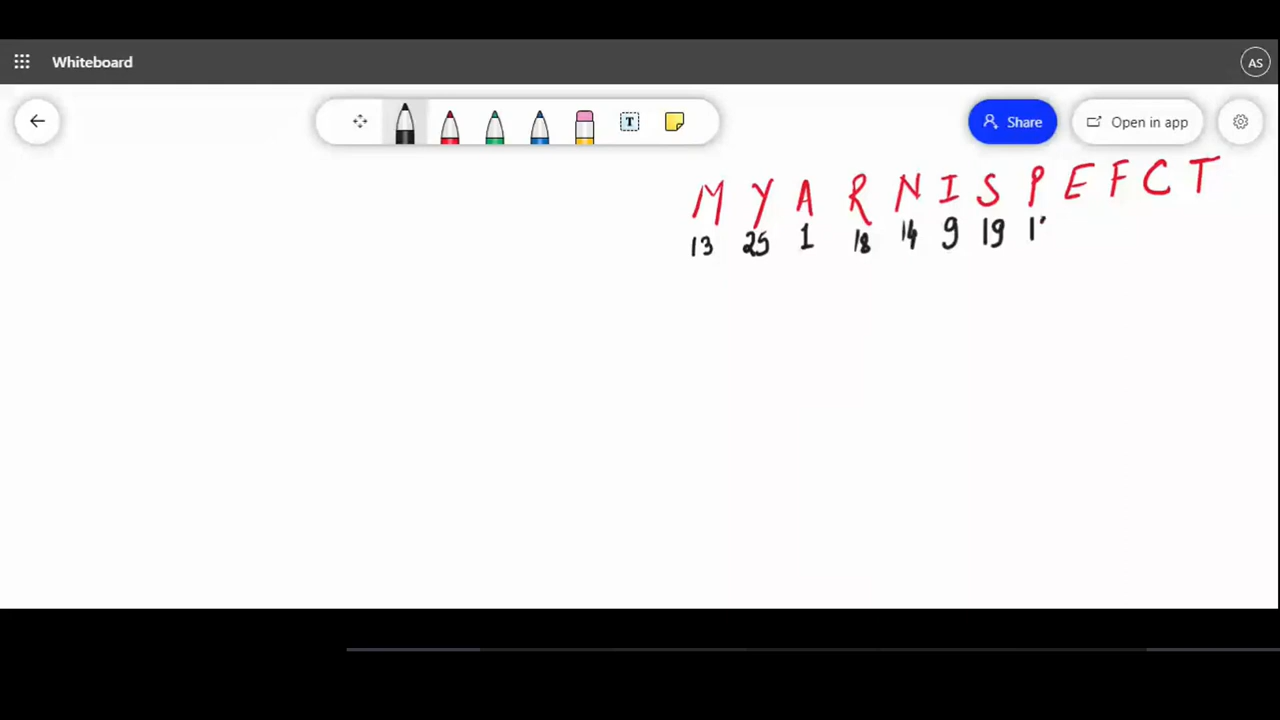 Whiteboard
AS
T
Share
Open in app
M Y A R N I S P E F C T
13 25 1 18 14 9 19